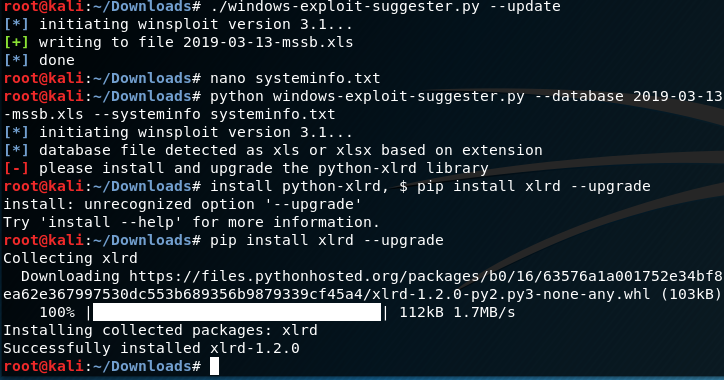 root@kali:~/Downloads# ./windows-exploit-suggester.py --update
[*] initiating winsploit version 3.1...
[+] writing to file 2019-03-13-mssb.xls
[*] done
root@kali:~/Downloads# nano systeminfo.txt
root@kali:~/Downloads# python windows-exploit-suggester.py --database 2019-03-13
-mssb.xls --systeminfo systeminfo.txt
[*] initiating winsploit version 3.1...
[*] database file detected as xls or xlsx based on extension
[-] please install and upgrade the python-xlrd library
root@kali:~/Downloads# install python-xlrd, $ pip install xlrd --upgrade
install: unrecognized option '--upgrade'
Try 'install --help' for more information.
root@kali:~/Downloads# pip install xlrd --upgrade
Collecting xlrd
  Downloading https://files.pythonhosted.org/packages/b0/16/63576a1a001752e34bf8
ea62e367997530dc553b689356b9879339cf45a4/xlrd-1.2.0-py2.py3-none-any.whl (103kB)
    100% |████████████████████████████████| 112kB 1.7MB/s
Installing collected packages: xlrd
Successfully installed xlrd-1.2.0
root@kali:~/Downloads#